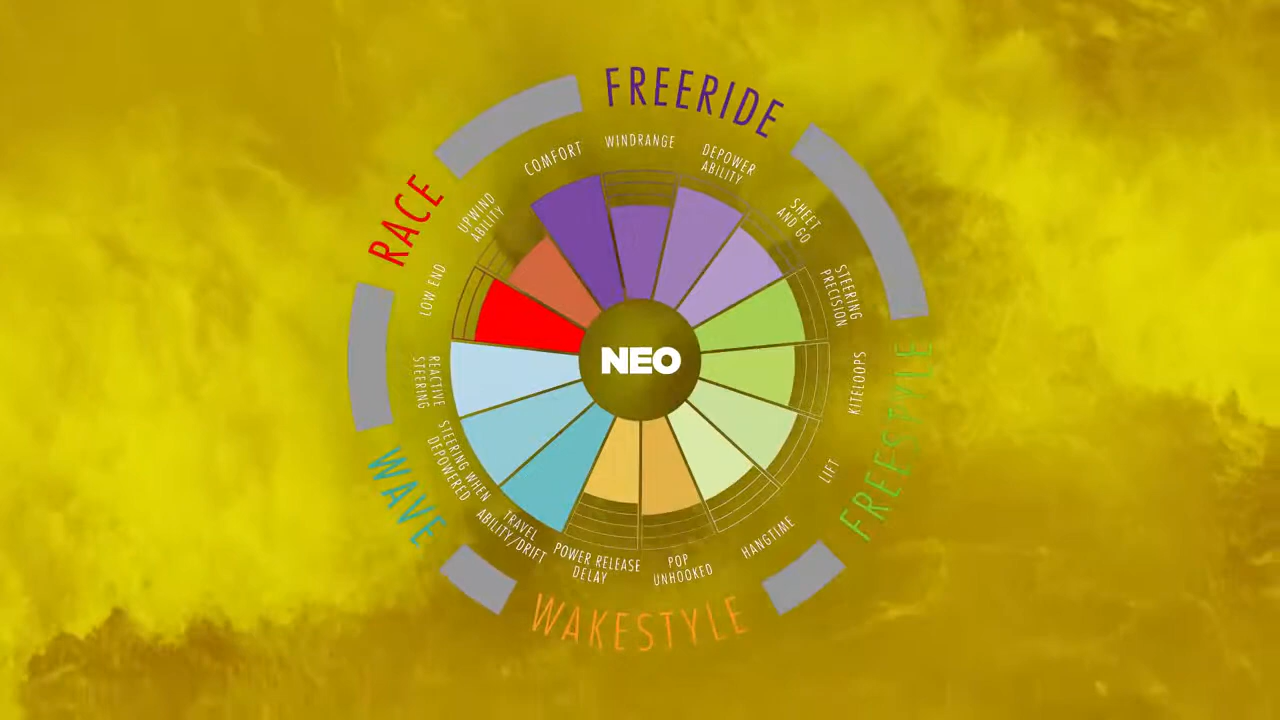 FREERIDE
COMFORT
WINDRANGE
DEPOWER
ABILITY
SHEET
AND GO
STEERING
PRECISION
KITELOOPS
FREESTYLE
LIFT
HANGTIME
POP
UNHOOKED
WAKESTYLE
POWER RELEASE
DELAY
TRAVEL
ABILITY/DRIFT
WAVE
STEERING WHEN
DEPOWERED
REACTIVE
STEERING
LOW END
RACE
UPWIND
ABILITY
NEO